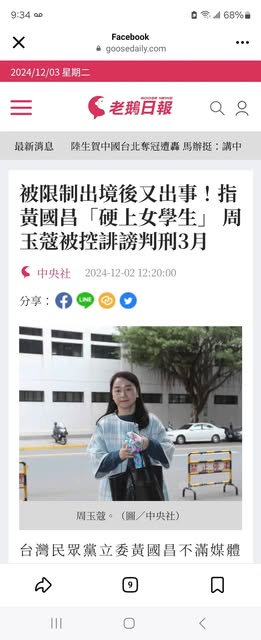 9:34
68%
Facebook
goosedaily.com
2024/12/03 星期二
GOOSE NEWS
老鵝日報
最新消息 陸生賀中國台北奪冠遭轟 馬辦挺：講中
被限制出境後又出事！指
黃國昌「硬上女學生」 周
玉蔻被控誹謗判刑3月
中央社 2024-12-02 12:20:00
分享：
LINE
周玉蔻。（圖／中央社）
台灣民眾黨立委黃國昌不滿媒體
9